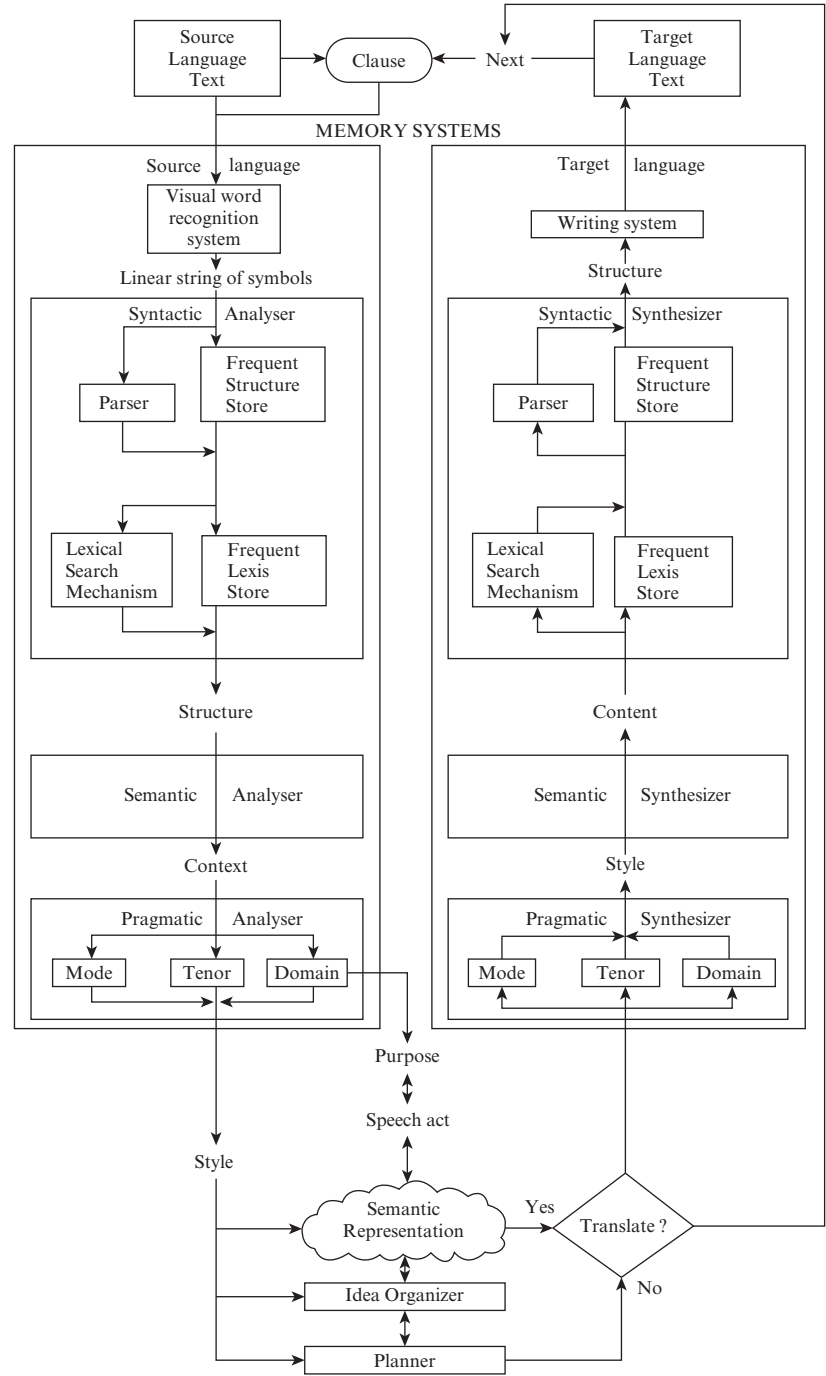 Source
Language
Text
Clause
Next
Target
Language
Text
MEMORY SYSTEMS
Source language
Visual word
recognition
system
Linear string of symbols
Syntactic Analyser
Frequent
Structure
Store
Parser
Lexical
Search
Mechanism
Frequent
Lexis
Store
Structure
Semantic Analyser
Context
Pragmatic Analyser
Mode
Tenor
Domain
Target language
Writing system
Structure
Syntactic Synthesizer
Frequent
Structure
Store
Parser
Lexical
Search
Mechanism
Frequent
Lexis
Store
Content
Semantic Synthesizer
Style
Pragmatic Synthesizer
Mode
Tenor
Domain
Purpose
Speech act
Style
Semantic
Representation
Yes
Translate ?
No
Idea Organizer
Planner